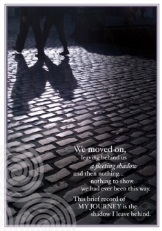 We moved on,
leaving behind us
a fleeting shadow
and then nothing...
nothing to show
we had ever been this way.
This brief record of
MY JOURNEY is the
shadow I leave behind.